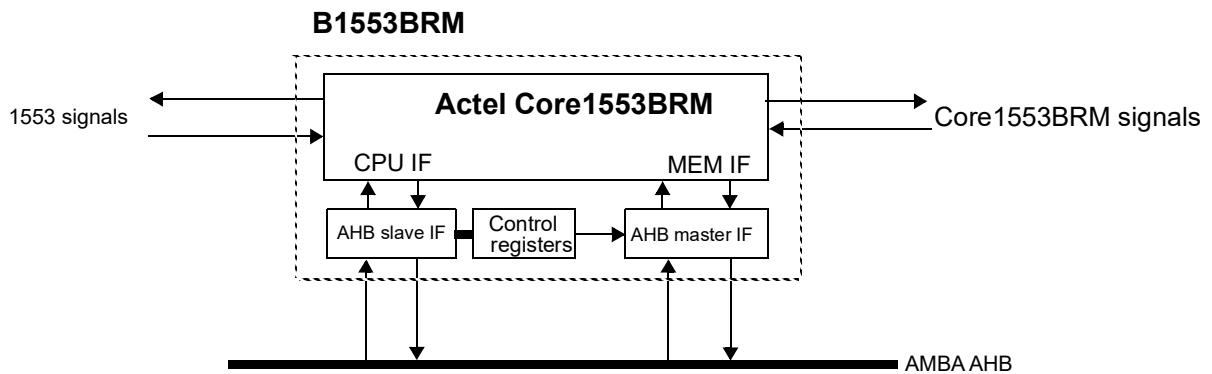 B1553BRM
Actel Core1553BRM
1553 signals
Core1553BRM signals
CPU IF
MEM IF
AHB slave IF
Control
registers
AHB master IF
AMBA AHB